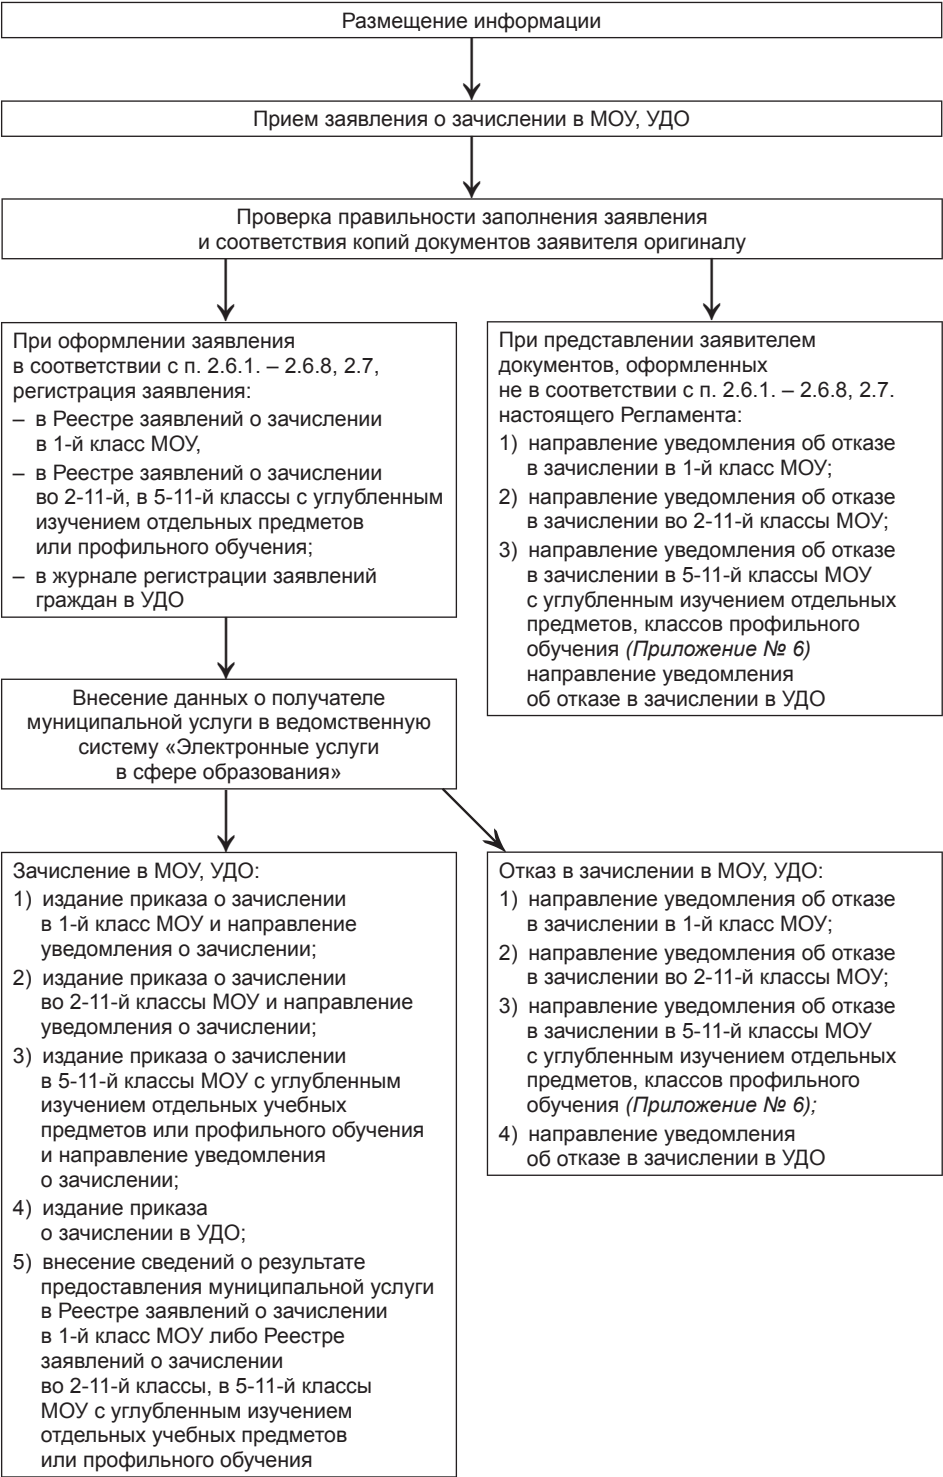 Размещение информации
Прием заявления о зачислении в МОУ, УДО
Проверка правильности заполнения заявления
и соответствия копий документов заявителя оригиналу
При оформлении заявления
в соответствии с п. 2.6.1. – 2.6.8, 2.7,
регистрация заявления:
– в Реестре заявлений о зачислении
в 1-й класс МОУ,
– в Реестре заявлений о зачислении
во 2-11-й, в 5-11-й классы с углубленным
изучением отдельных предметов
или профильного обучения;
– в журнале регистрации заявлений
граждан в УДО
При представлении заявителем
документов, оформленных
не в соответствии с п. 2.6.1. – 2.6.8, 2.7.
настоящего Регламента:
1) направление уведомления об отказе
в зачислении в 1-й класс МОУ;
2) направление уведомления об отказе
в зачислении во 2-11-й классы МОУ;
3) направление уведомления об отказе
в зачислении в 5-11-й классы МОУ
с углубленным изучением отдельных
предметов, классов профильного
обучения (Приложение № 6)
направление уведомления
об отказе в зачислении в УДО
Внесение данных о получателе
муниципальной услуги в ведомственную
систему «Электронные услуги
в сфере образования»
Зачисление в МОУ, УДО:
1) издание приказа о зачислении
в 1-й класс МОУ и направление
уведомления о зачислении;
2) издание приказа о зачислении
во 2-11-й классы МОУ и направление
уведомления о зачислении;
3) издание приказа о зачислении
в 5-11-й классы МОУ с углубленным
изучением отдельных учебных
предметов или профильного обучения
и направление уведомления
о зачислении;
4) издание приказа
о зачислении в УДО;
5) внесение сведений о результате
предоставления муниципальной услуги
в Реестре заявлений о зачислении
в 1-й класс МОУ либо Реестре
заявлений о зачислении
во 2-11-й классы, в 5-11-й классы
МОУ с углубленным изучением
отдельных учебных предметов
или профильного обучения
Отказ в зачислении в МОУ, УДО:
1) направление уведомления об отказе
в зачислении в 1-й класс МОУ;
2) направление уведомления об отказе
в зачислении во 2-11-й классы МОУ;
3) направление уведомления об отказе
в зачислении в 5-11-й классы МОУ
с углубленным изучением отдельных
предметов, классов профильного
обучения (Приложение № 6);
4) направление уведомления
об отказе в зачислении в УДО